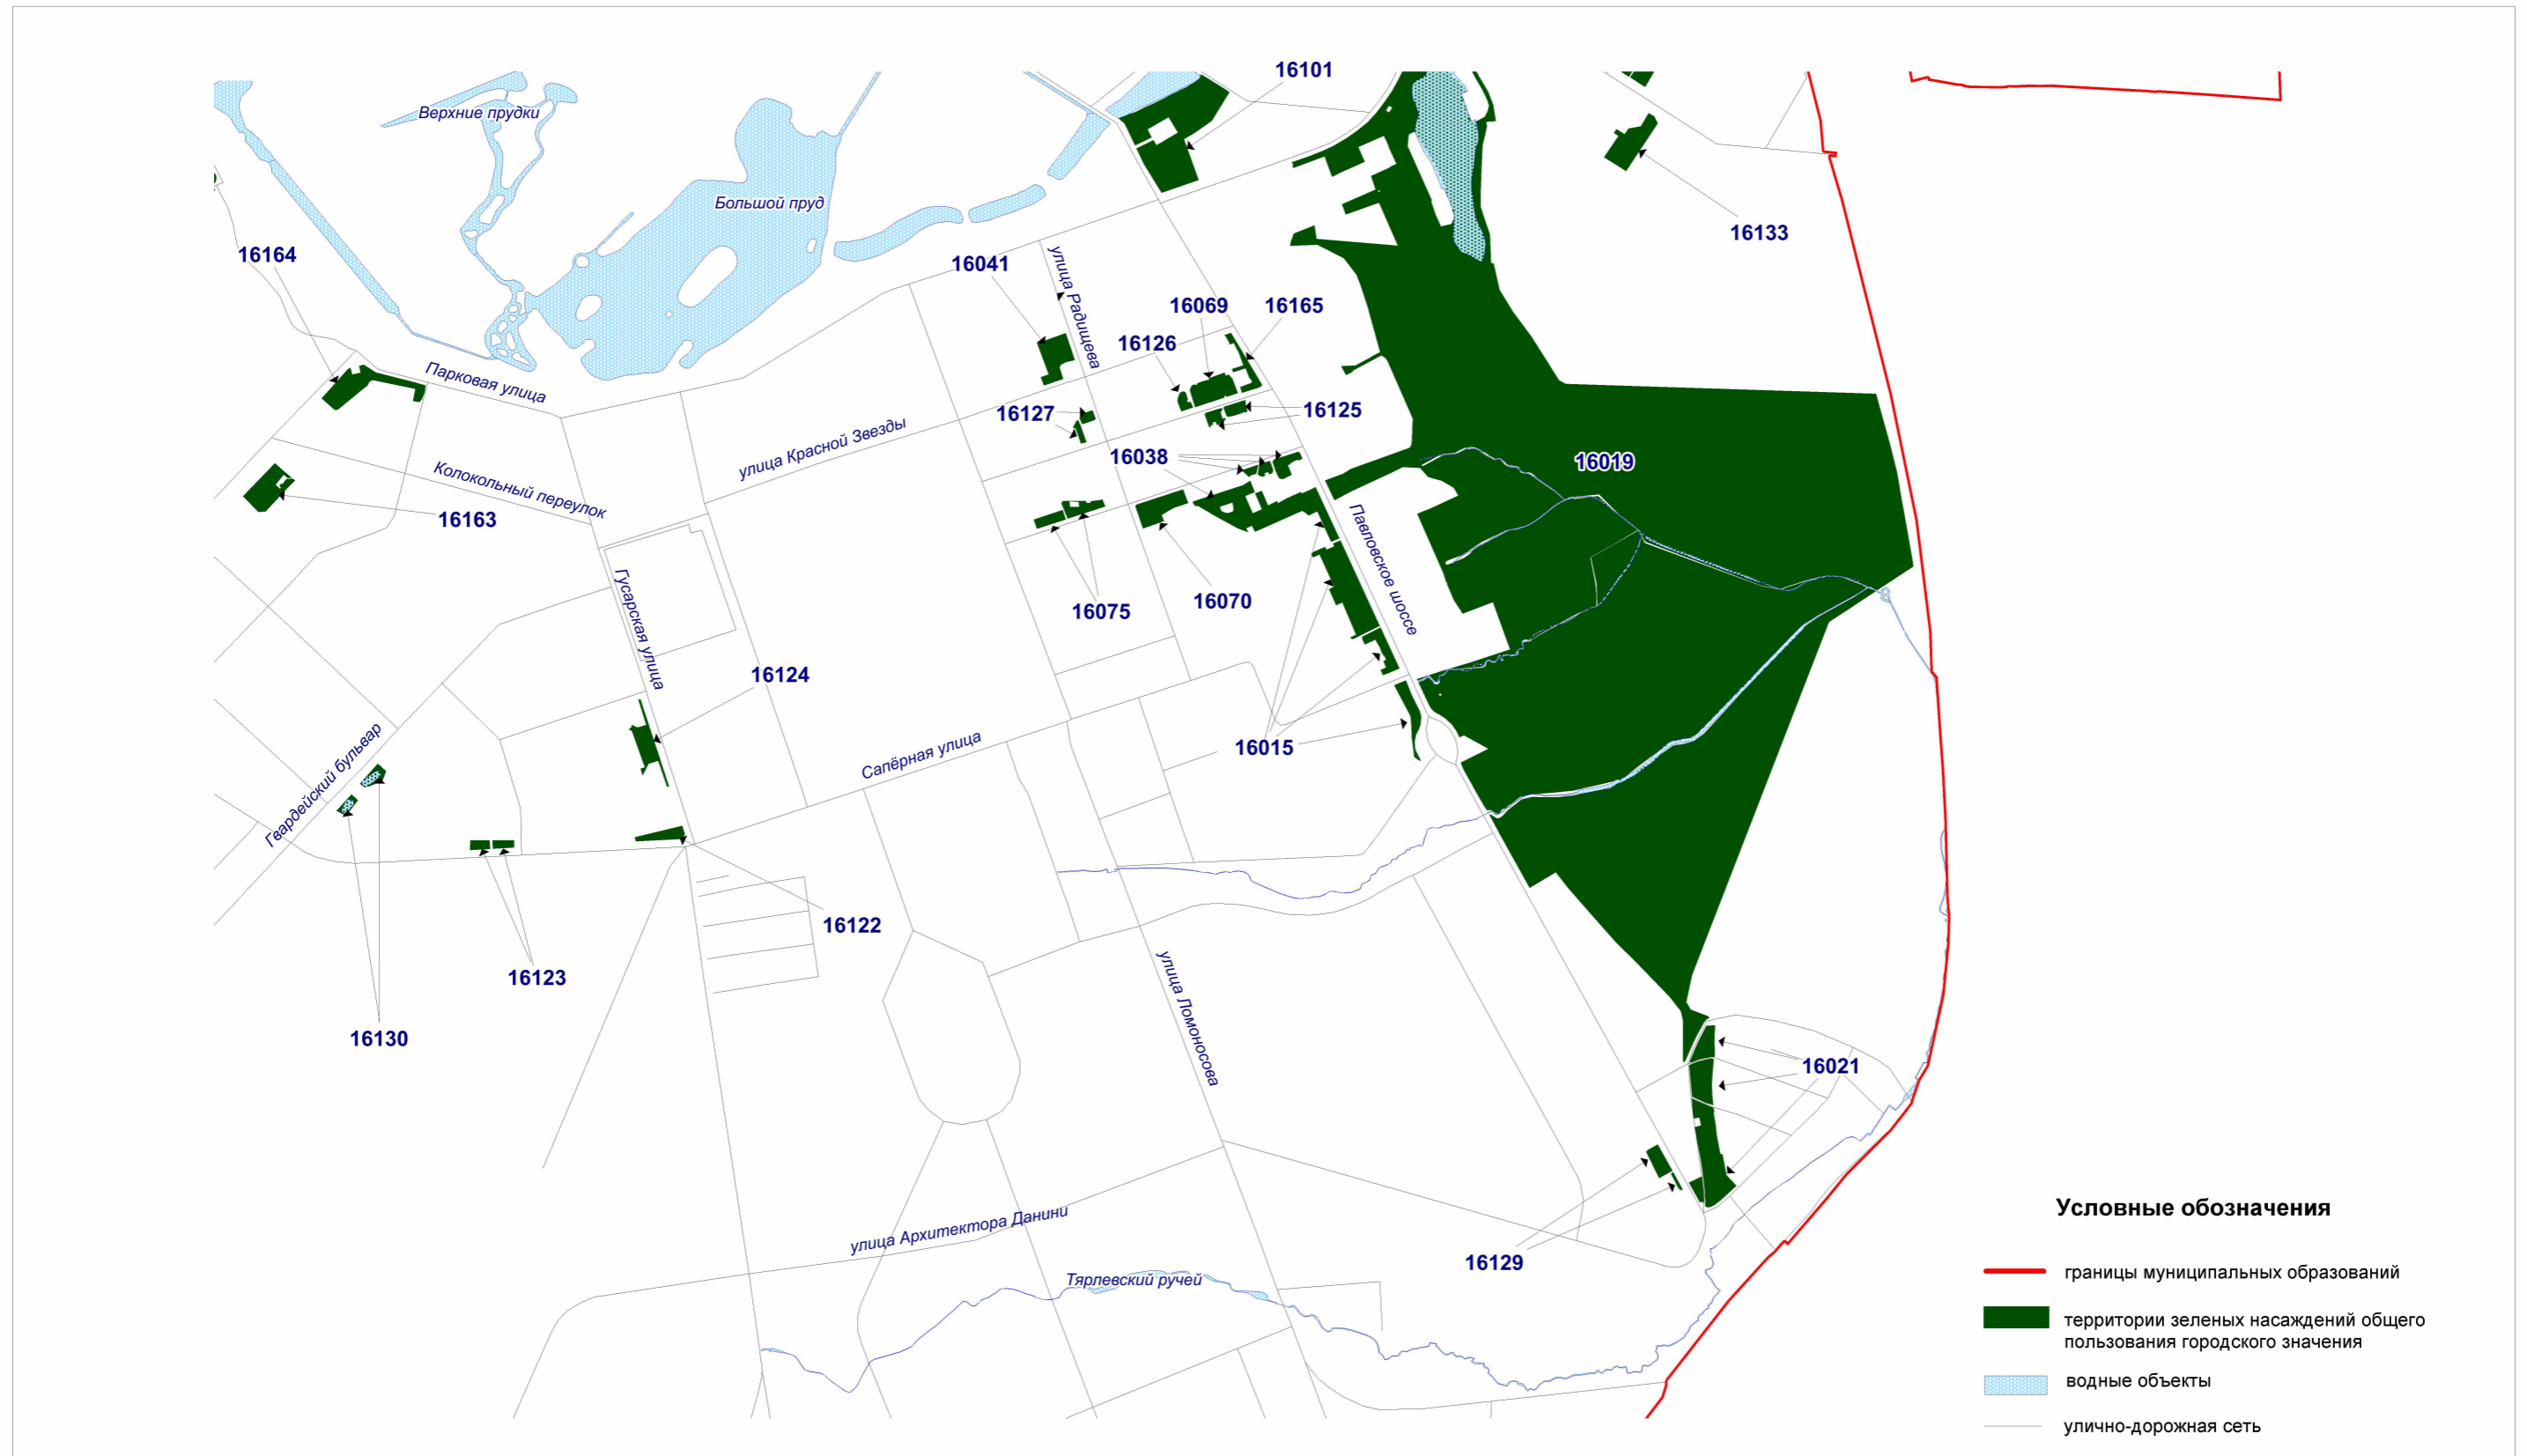 16101
Верхние прудки
Большой пруд
16133
16164
16041
улица Радищева
16069
16165
16126
Парковая улица
16127
16125
улица Красной Звезды
16038
16019
Колокольный переулок
16163
Павловское шоссе
Гусарская улица
16075
16070
16124
16015
Сапёрная улица
Гвардейский бульвар
16122
16123
16130
улица Ломоносова
16021
улица Архитектора Данини
16129
Тярлевский ручей
Условные обозначения
границы муниципальных образований
территории зеленых насаждений общего
пользования городского значения
водные объекты
улично-дорожная сеть